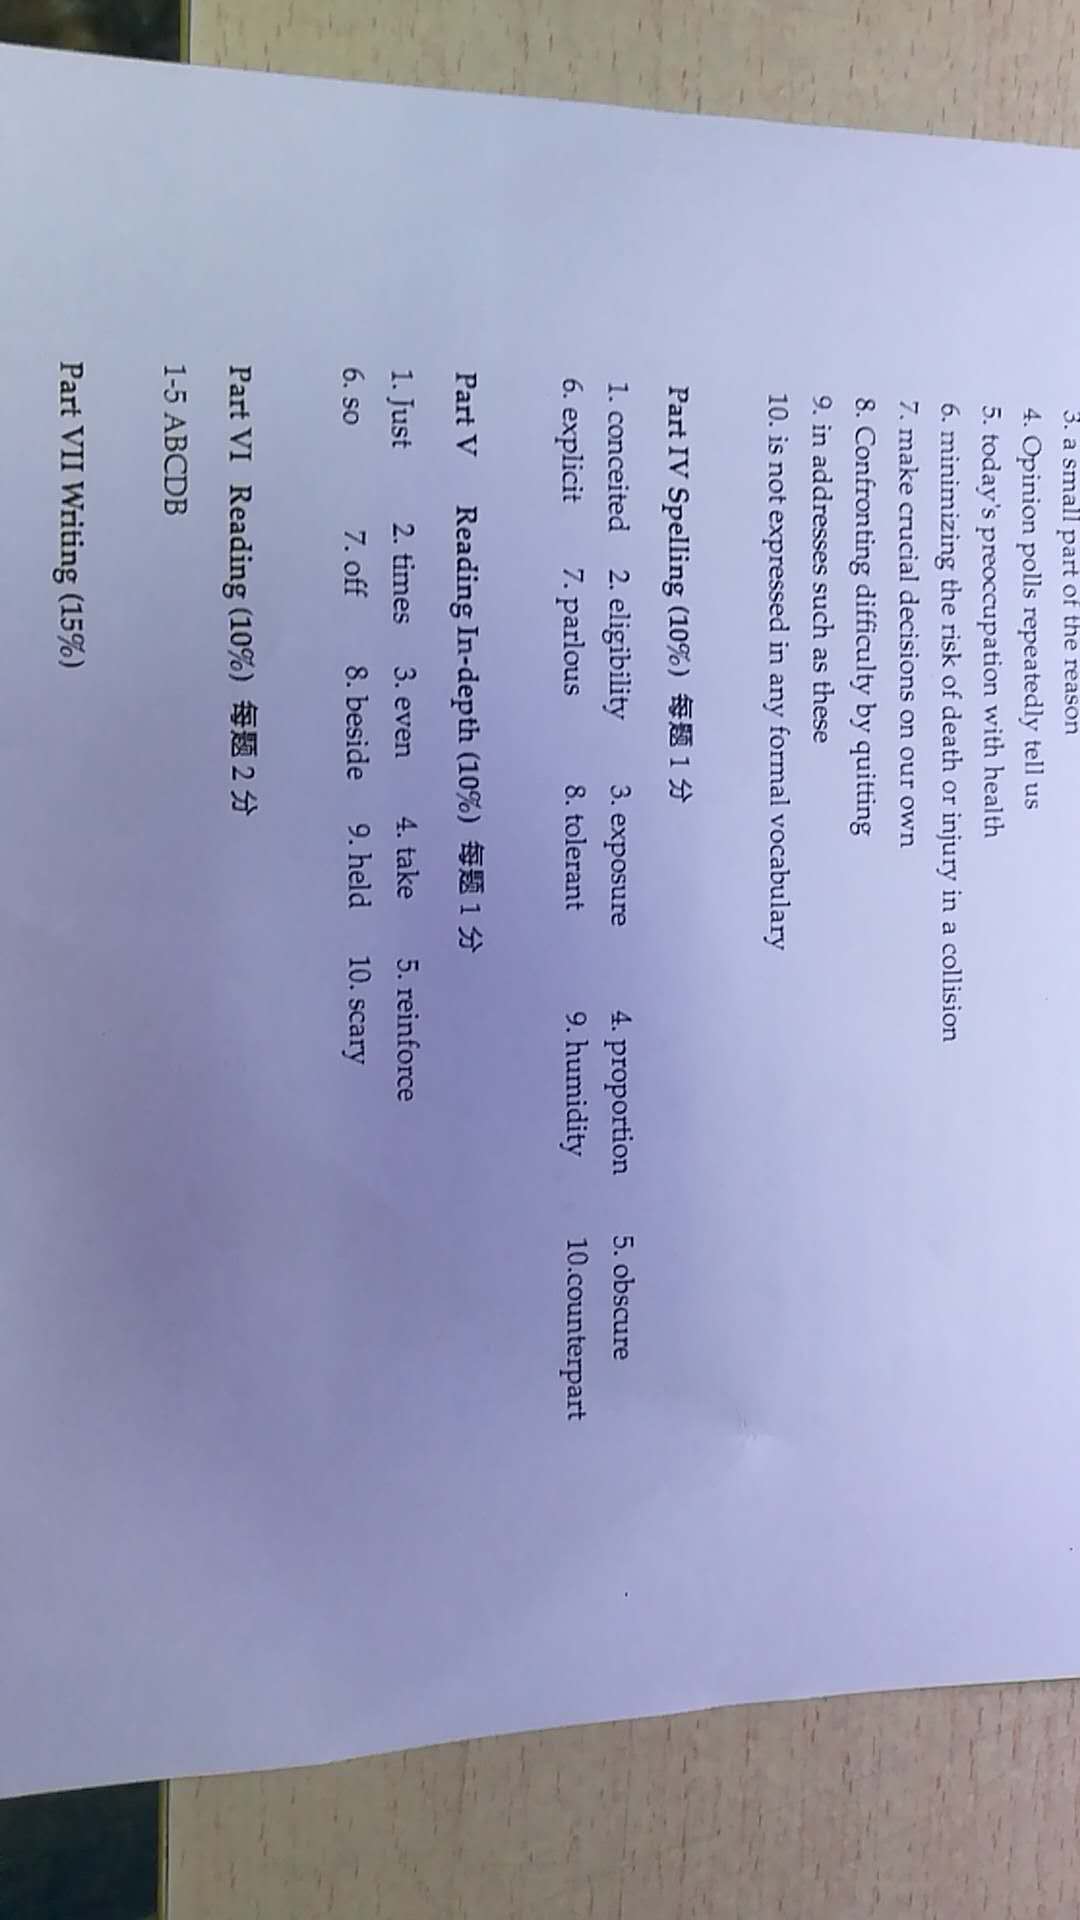 3. a small part of the reason
4. Opinion polls repeatedly tell us
5. today's preoccupation with health
6. minimizing the risk of death or injury in a collision
7. make crucial decisions on our own
8. Confronting difficulty by quitting
9. in addresses such as these
10. is not expressed in any formal vocabulary
Part IV Spelling (10%) 每题 1 分
1. conceited 2. eligibility 3. exposure 4. proportion 5. obscure
6. explicit 7. parlous 8. tolerant 9. humidity 10.counterpart
Part V Reading In-depth (10%) 每题 1 分
1. Just 2. times 3. even 4. take 5. reinforce
6. so 7. off 8. beside 9. held 10. scary
Part VI Reading (10%) 每题 2 分
1-5 ABCDB
Part VII Writing (15%)